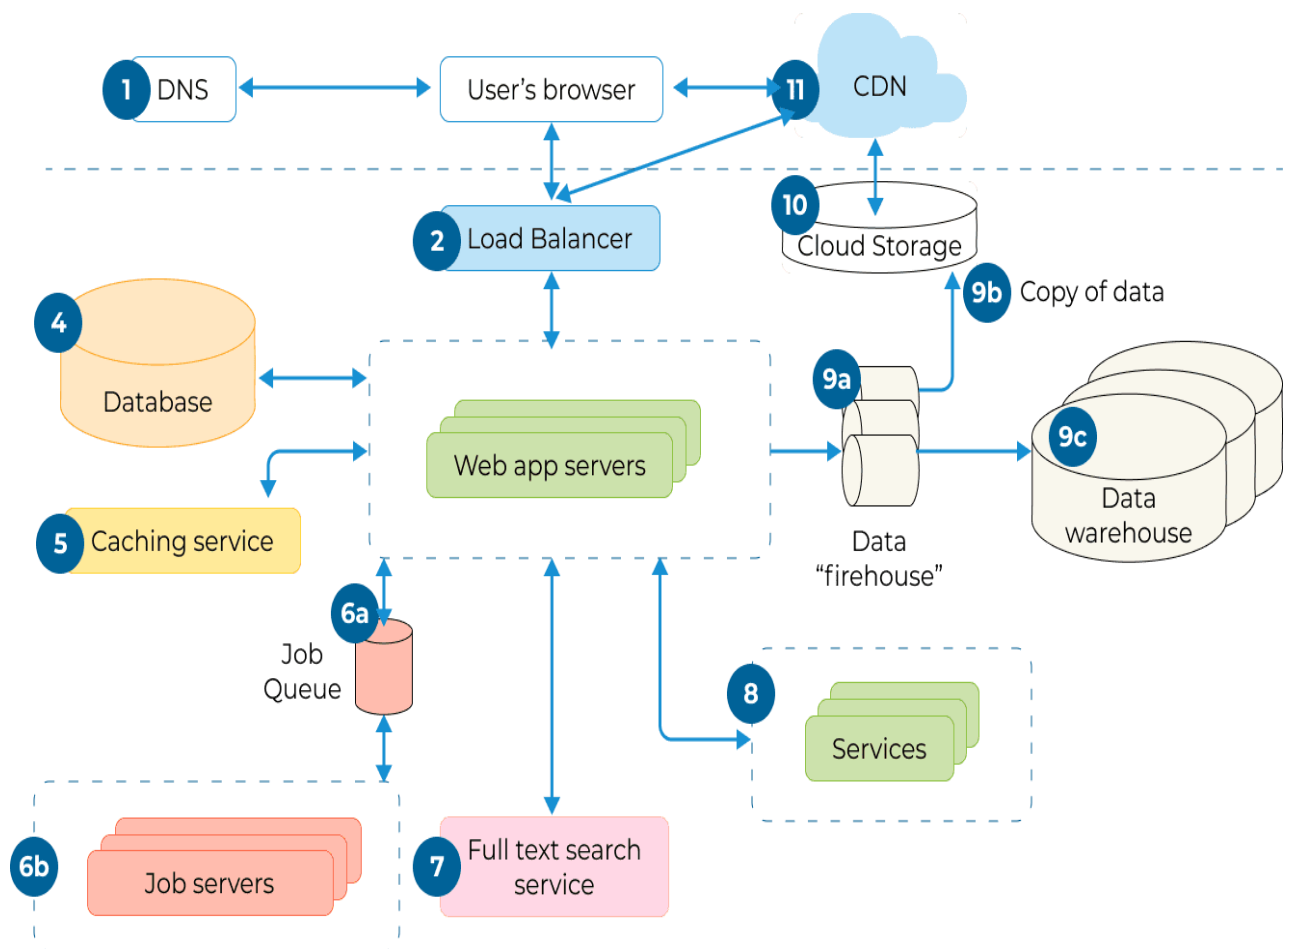 1
DNS
User's browser
11
CDN
10
Cloud Storage
2
Load Balancer
9b
Copy of data
4
Database
9a
9c
Data
warehouse
Web app servers
5
Caching service
Data
“firehouse”
6a
Job
Queue
8
Services
6b
Job servers
7
Full text search
service